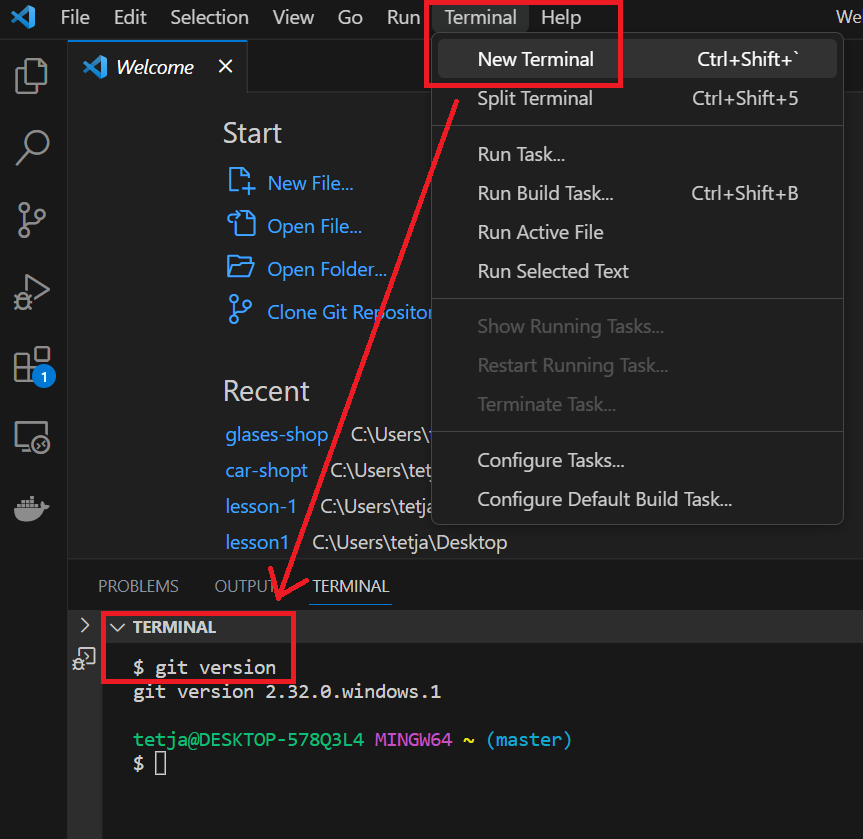 File Edit Selection View Go Run Terminal Help We
Welcome
New Terminal Ctrl+Shift+`
Split Terminal Ctrl+Shift+5
Run Task...
Run Build Task... Ctrl+Shift+B
Run Active File
Run Selected Text
Show Running Tasks...
Restart Running Task...
Terminate Task...
Configure Tasks...
Configure Default Build Task...
Start
New File...
Open File...
Open Folder...
Clone Git Repositor
1
Recent
glases-shop C:\Users\t
car-shopt C:\Users\tetj
lesson-1 C:\Users\tetja
lesson1 C:\Users\tetja\Desktop
PROBLEMS OUTPUT TERMINAL
TERMINAL
$ git version
git version 2.32.0.windows.1
tetja@DESKTOP-578Q3L4 MINGW64 ~ (master)
$